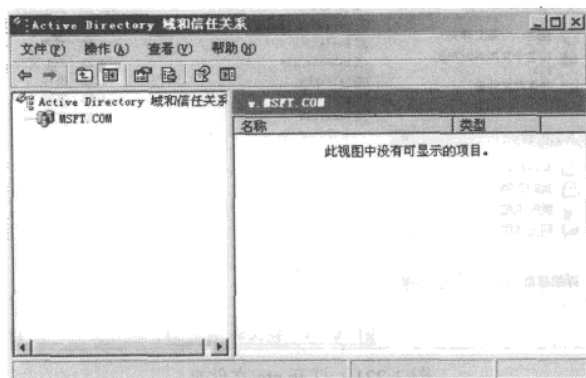 Active Directory 域和信任关系
文件(F) 操作(A) 查看(V) 帮助(H)
Active Directory 域和信任关系
MSFT.COM
MSFT.COM
名称 类型
此视图中没有可显示的项目。